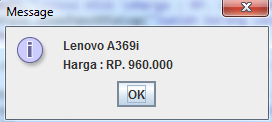 Message
Lenovo A369i
Harga : RP. 960.000
OK